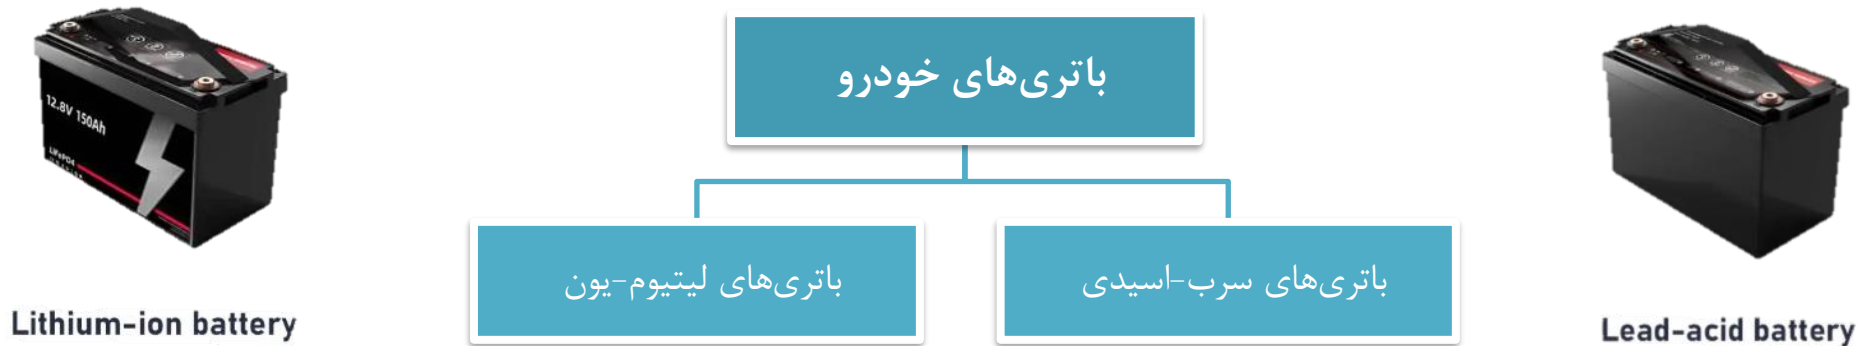 باتری‌های خودرو
باتری‌های سرب-اسیدی
باتری‌های لیتیوم-یون
12.8V 150Ah
LiFePO4
Lithium-ion battery
Lead-acid battery